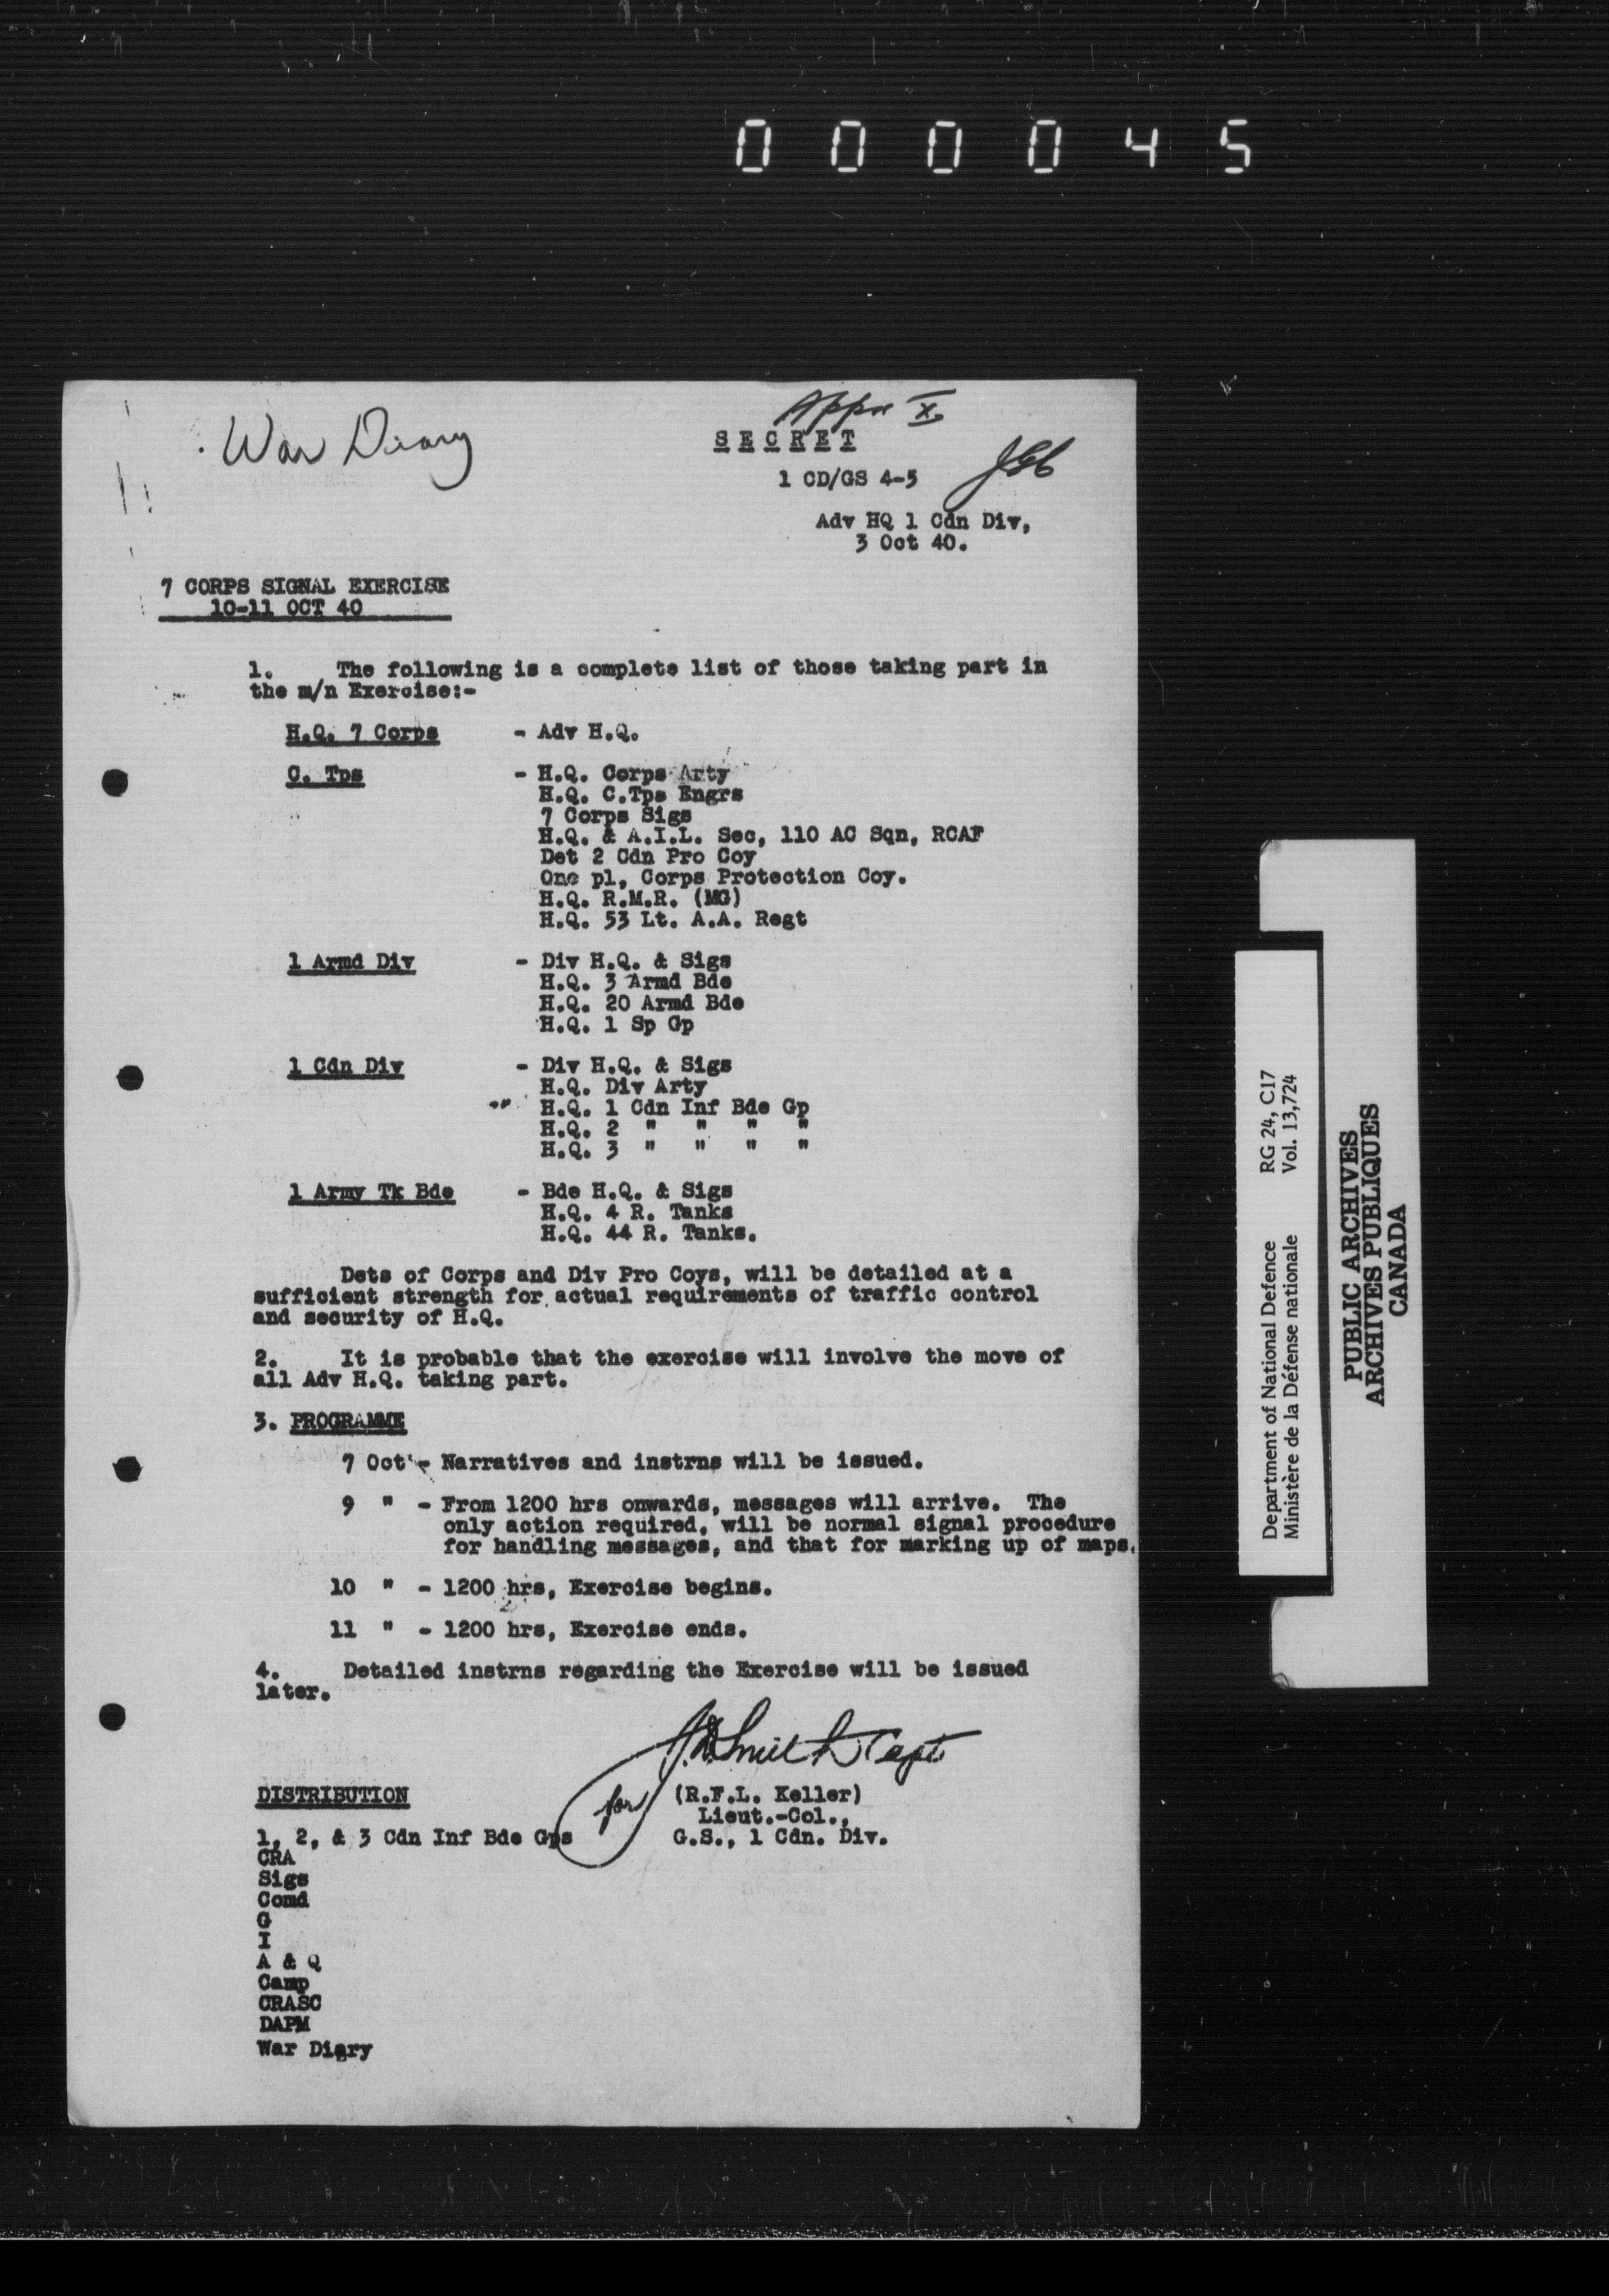 000045
Appx X.
War Diary
SECRET
1 CD/GS 4-5
Adv HQ 1 Cdn Div,
3 Oct 40.
7 CORPS SIGNAL EXERCISE
10-11 OCT 40
1. The following is a complete list of those taking part in
the m/n Exercise:-
H.Q. 7 Corps - Adv H.Q.
C. Tps - H.Q. Corps Arty
H.Q. C.Tps Engrs
7 Corps Sigs
H.Q. & A.I.L. Sec, 110 AC Sqn, RCAF
Det 2 Cdn Pro Coy
One pl, Corps Protection Coy.
H.Q. R.M.R. (MG)
H.Q. 53 Lt. A.A. Regt
1 Armd Div - Div H.Q. & Sigs
H.Q. 3 Armd Bde
H.Q. 20 Armd Bde
H.Q. 1 Sp Gp
1 Cdn Div - Div H.Q. & Sigs
H.Q. Div Arty
H.Q. 1 Cdn Inf Bde Gp
H.Q. 2 " " " "
H.Q. 3 " " " "
1 Army Tk Bde - Bde H.Q. & Sigs
H.Q. 4 R. Tanks
H.Q. 44 R. Tanks.
Dets of Corps and Div Pro Coys, will be detailed at a
sufficient strength for actual requirements of traffic control
and security of H.Q.
2. It is probable that the exercise will involve the move of
all Adv H.Q. taking part.
3. PROGRAMME
7 Oct - Narratives and instrns will be issued.
9 " - From 1200 hrs onwards, messages will arrive. The
only action required, will be normal signal procedure
for handling messages, and that for marking up of maps.
10 " - 1200 hrs, Exercise begins.
11 " - 1200 hrs, Exercise ends.
4. Detailed instrns regarding the Exercise will be issued
later.
Smith Capt
for (R.F.L. Keller)
Lieut.-Col.,
G.S., 1 Cdn. Div.
DISTRIBUTION
1, 2, & 3 Cdn Inf Bde Gps
CRA
Sigs
Comd
G
I
A & Q
Camp
CRASC
DAPM
War Diary
Department of National Defence RG 24, C17
Ministère de la Défense nationale Vol. 13,724
PUBLIC ARCHIVES
ARCHIVES PUBLIQUES
CANADA